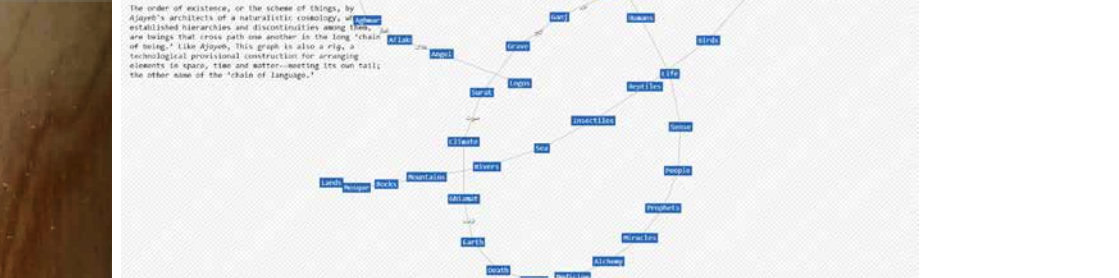 The order of existence, or the scheme of things, by
Ajayeb's architects of a naturalistic cosmology, who
established hierarchies and discontinuities among them,
are beings that cross path one another in the long 'chain
of being.' Like Ajayeb, This graph is also a rig, a
technological provisional construction for arranging
elements in space, time and matter––meeting its own tail;
the other name of the 'chain of language.'
Aflak
Angel
Logos
Grave
Ganj
Humans
Birds
Life
Reptiles
Surat
Insectiles
Sense
Climate
Sea
Rivers
People
Mountains
Lands
Rocks
Prophets
Earth
Miracles
Alchemy
Death
Medicine